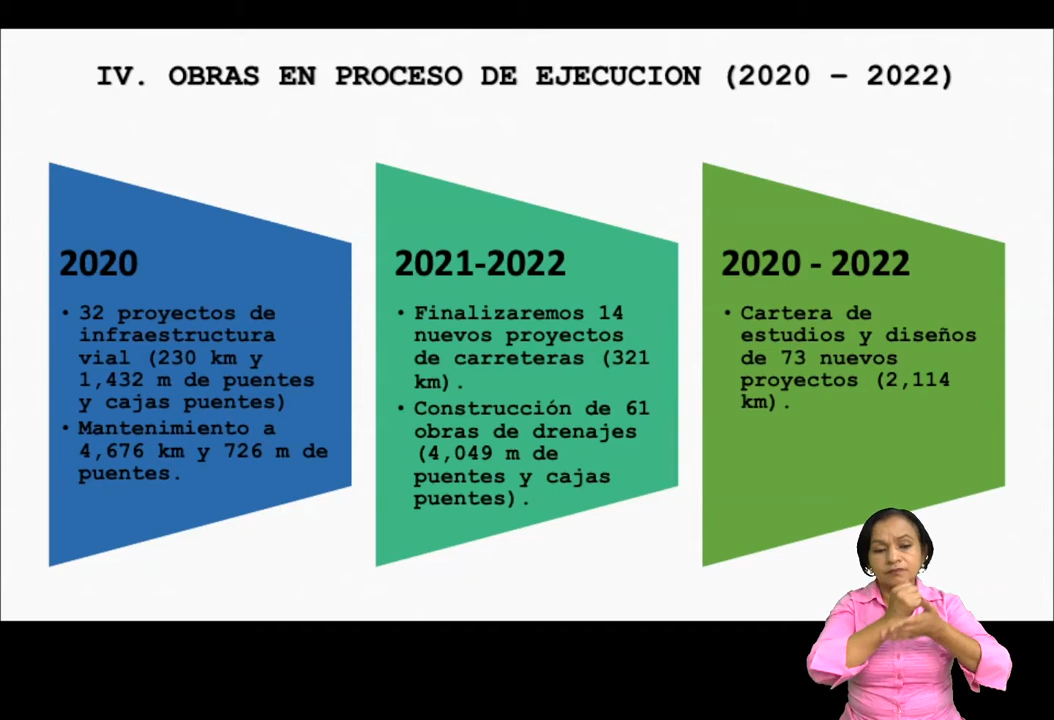 IV. OBRAS EN PROCESO DE EJECUCION (2020 – 2022)
2020
• 32 proyectos de
infraestructura
vial (230 km y
1,432 m de puentes
y cajas puentes)
• Mantenimiento a
4,676 km y 726 m de
puentes.
2021-2022
• Finalizaremos 14
nuevos proyectos
de carreteras (321
km).
• Construcción de 61
obras de drenajes
(4,049 m de
puentes y cajas
puentes).
2020 - 2022
• Cartera de
estudios y diseños
de 73 nuevos
proyectos (2,114
km).